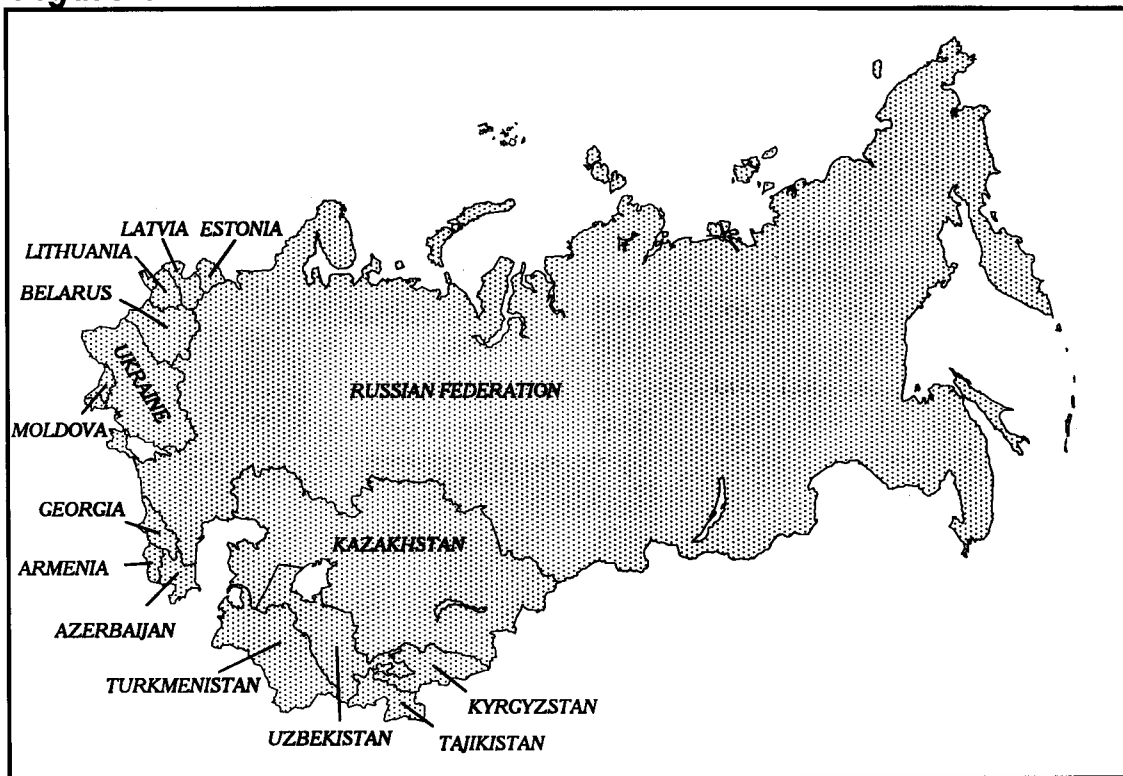 LATVIA ESTONIA
LITHUANIA
BELARUS
UKRAINE
RUSSIAN FEDERATION
MOLDOVA
GEORGIA
KAZAKHSTAN
ARMENIA
AZERBAIJAN
TURKMENISTAN
KYRGYZSTAN
UZBEKISTAN
TAJIKISTAN